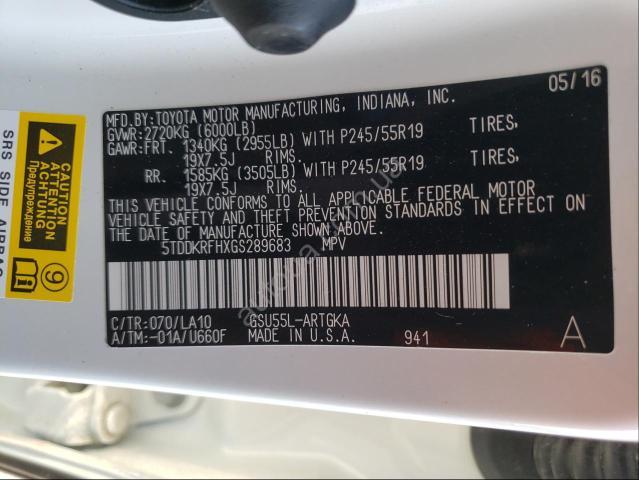 05/16
MFD.BY:TOYOTA MOTOR MANUFACTURING, INDIANA, INC.
GVWR:2720KG (6000LB)
GAWR:FRT. 1340KG (2955LB) WITH P245/55R19 TIRES,
19X7.5J RIMS.
RR. 1585KG (3505LB) WITH P245/55R19 TIRES,
19X7.5J RIMS.
THIS VEHICLE CONFORMS TO ALL APPLICABLE FEDERAL MOTOR
VEHICLE SAFETY AND THEFT PREVENTION STANDARDS IN EFFECT ON
THE DATE OF MANUFACTURE SHOWN ABOVE.
5TDDKRFHXGS289683 MPV
C/TR:070/LA10 GSU55L-ARTGKA
A/TM:-01A/U660F MADE IN U.S.A. 941 A
SRS SIDE AIRBAG
CAUTION
ATTENTION
ACHTUNG
Предупреждение
9